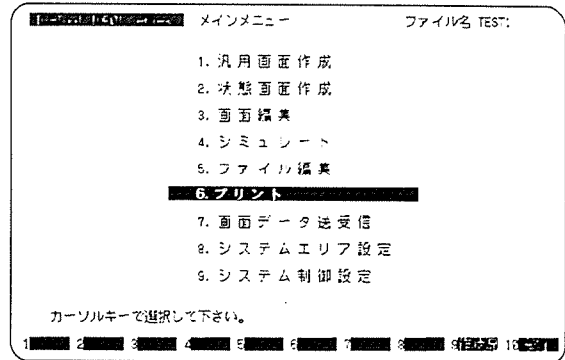 メインメニュー ファイル名 TEST:
1. 汎用画面作成
2. 状態画面作成
3. 画面編集
4. シミュレート
5. ファイル編集
6. プリント
7. 画面データ送受信
8. システムエリア設定
9. システム制御設定
カーソルキーで選択して下さい。
1 2 3 4 5 6 7 8 9 10